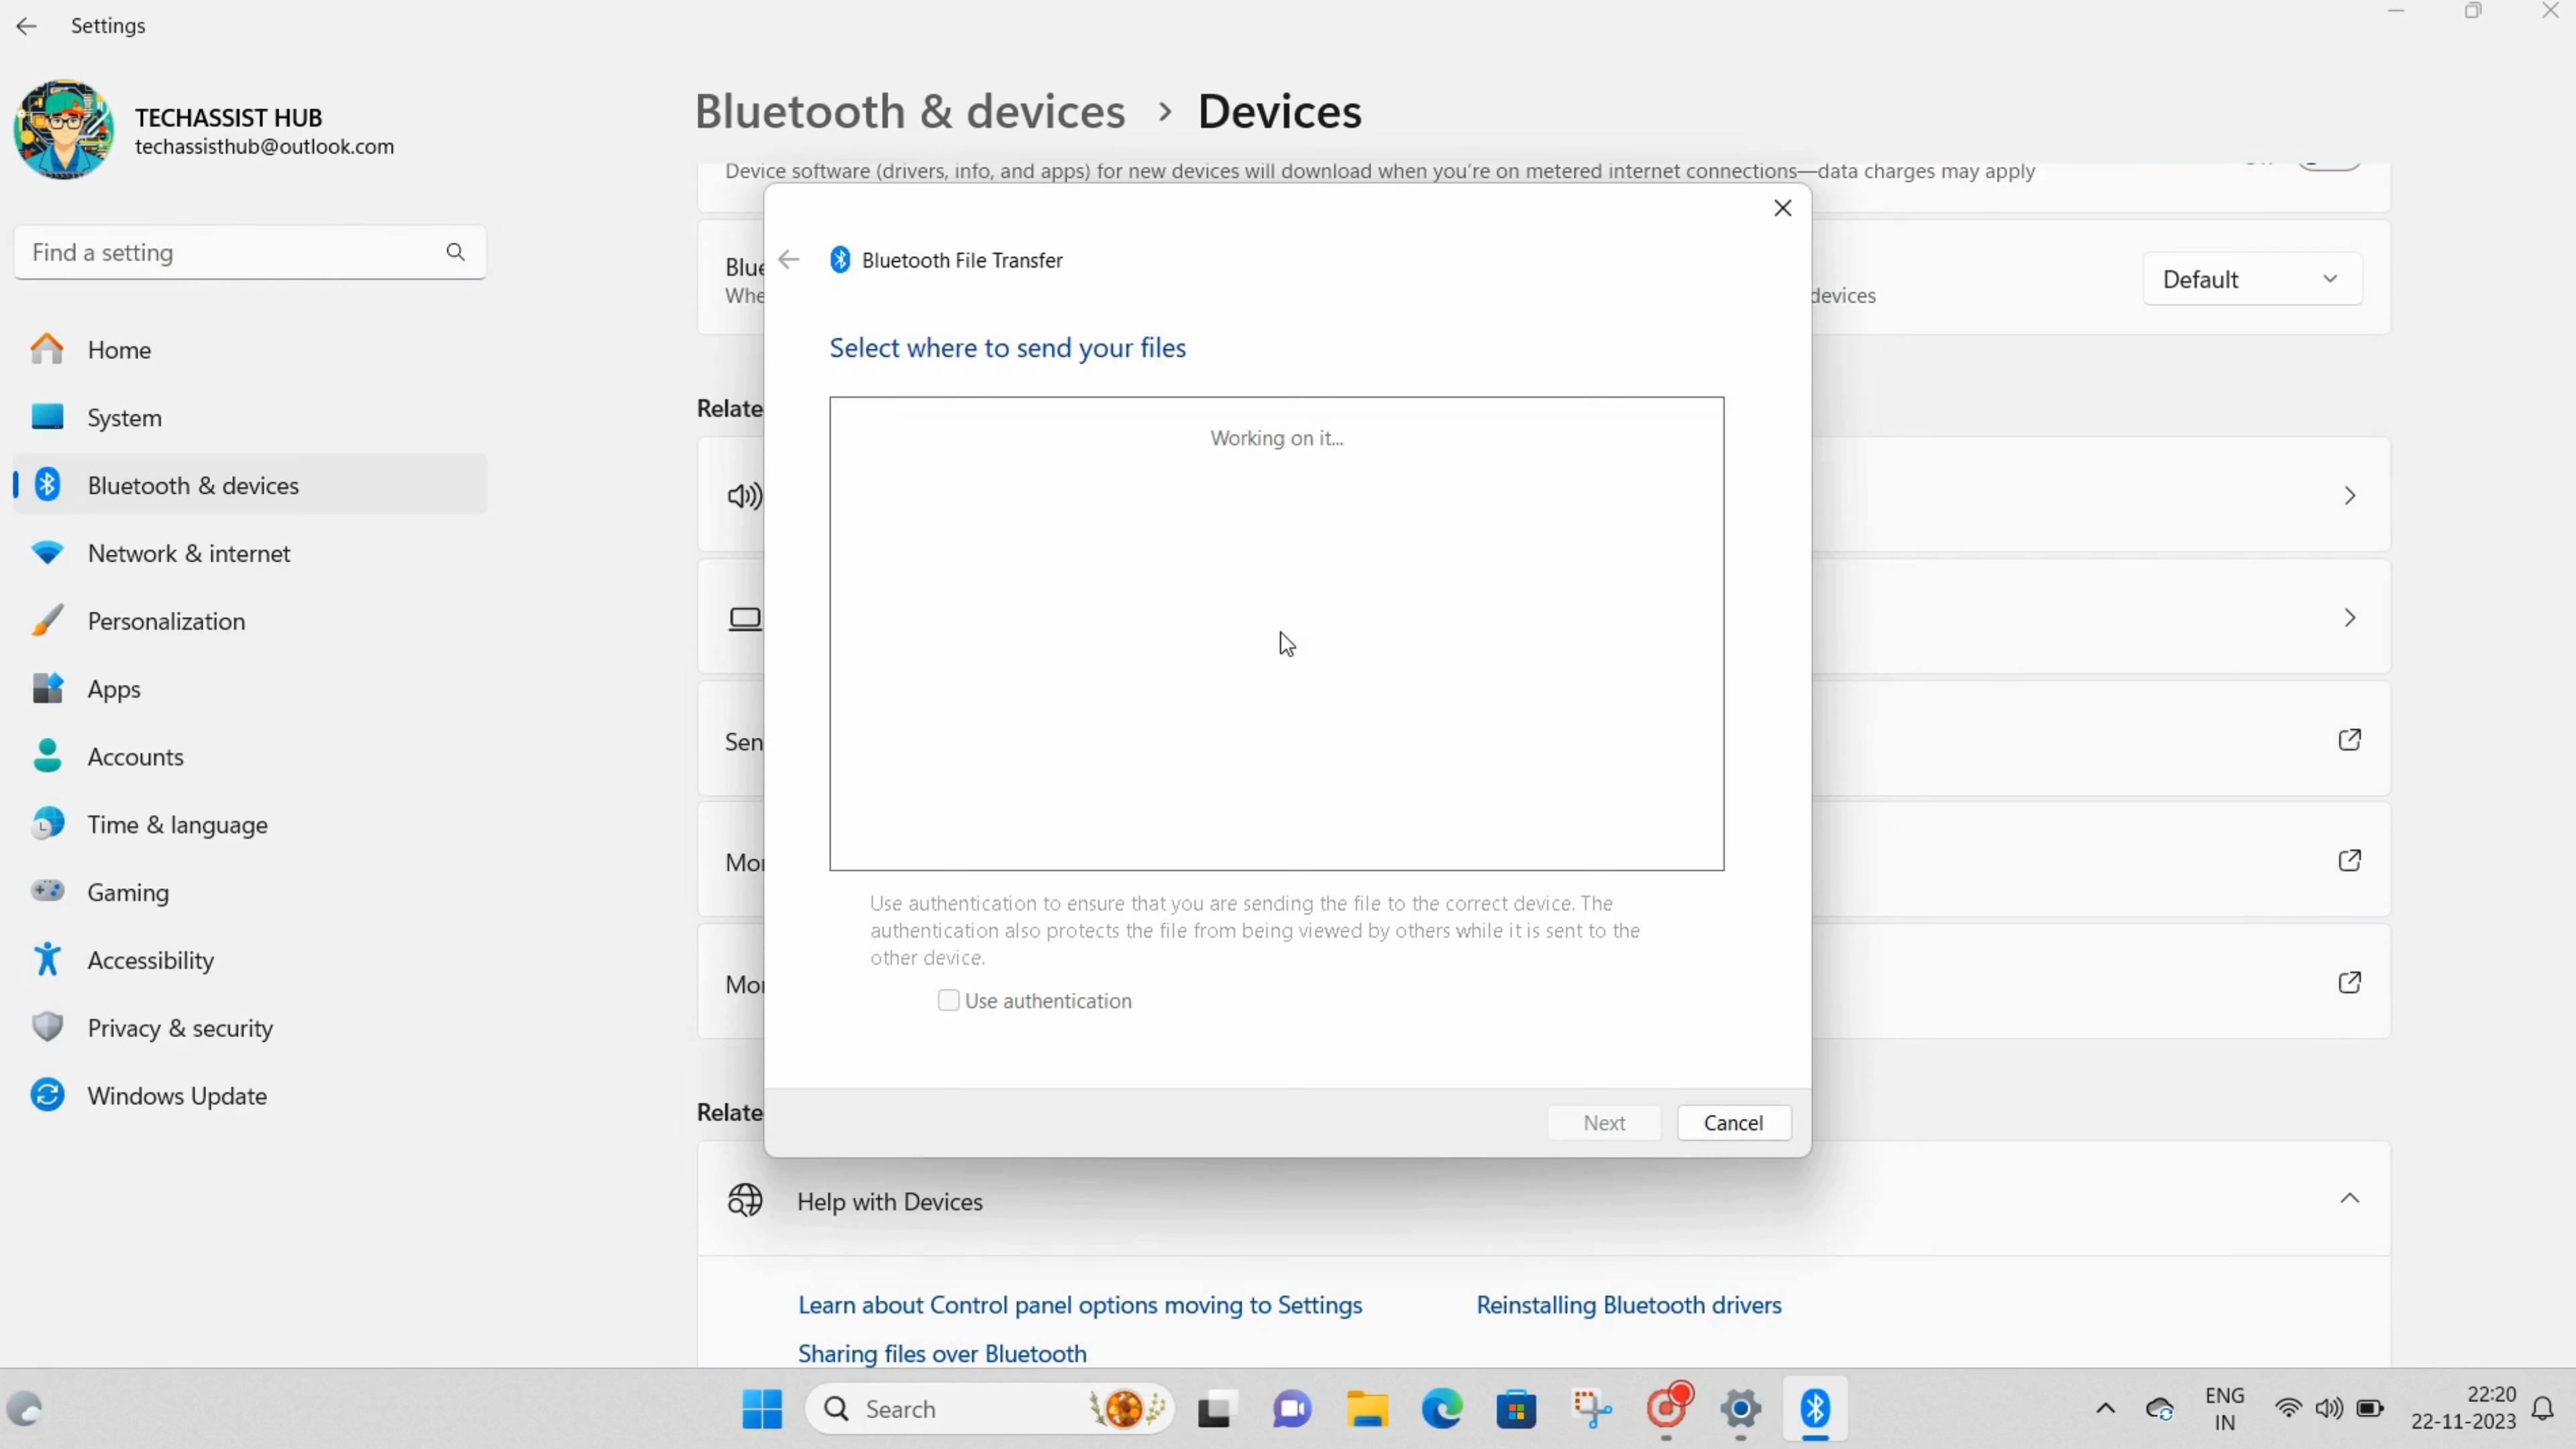 Settings
TECHASSIST HUB
techassisthub@outlook.com
Find a setting
Home
System
Bluetooth & devices
Network & internet
Personalization
Apps
Accounts
Time & language
Gaming
Accessibility
Privacy & security
Windows Update
Bluetooth & devices > Devices
Device software (drivers, info, and apps) for new devices will download when you're on metered internet connections—data charges may apply
Default
devices
Relate
Sen
Relate
Bluetooth File Transfer
Select where to send your files
Working on it...
Use authentication to ensure that you are sending the file to the correct device. The
authentication also protects the file from being viewed by others while it is sent to the
other device.
Use authentication
Next
Cancel
Help with Devices
Learn about Control panel options moving to Settings
Reinstalling Bluetooth drivers
Sharing files over Bluetooth
Search
ENG
IN
22:20
22-11-2023